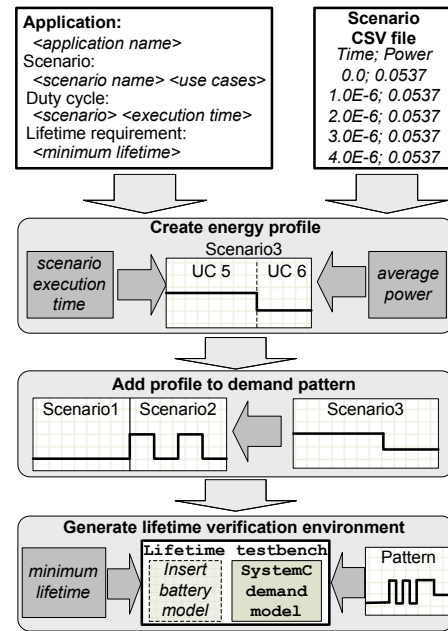 Application:
<application name>
Scenario:
<scenario name> <use cases>
Duty cycle:
<scenario> <execution time>
Lifetime requirement:
<minimum lifetime>
Scenario
CSV file
Time; Power
0.0; 0.0537
1.0E-6; 0.0537
2.0E-6; 0.0537
3.0E-6; 0.0537
4.0E-6; 0.0537
Create energy profile
Scenario3
scenario
execution
time
UC 5
UC 6
average
power
Add profile to demand pattern
Scenario1
Scenario2
Scenario3
Generate lifetime verification environment
minimum
lifetime
Lifetime testbench
Insert
battery
model
SystemC
demand
model
Pattern